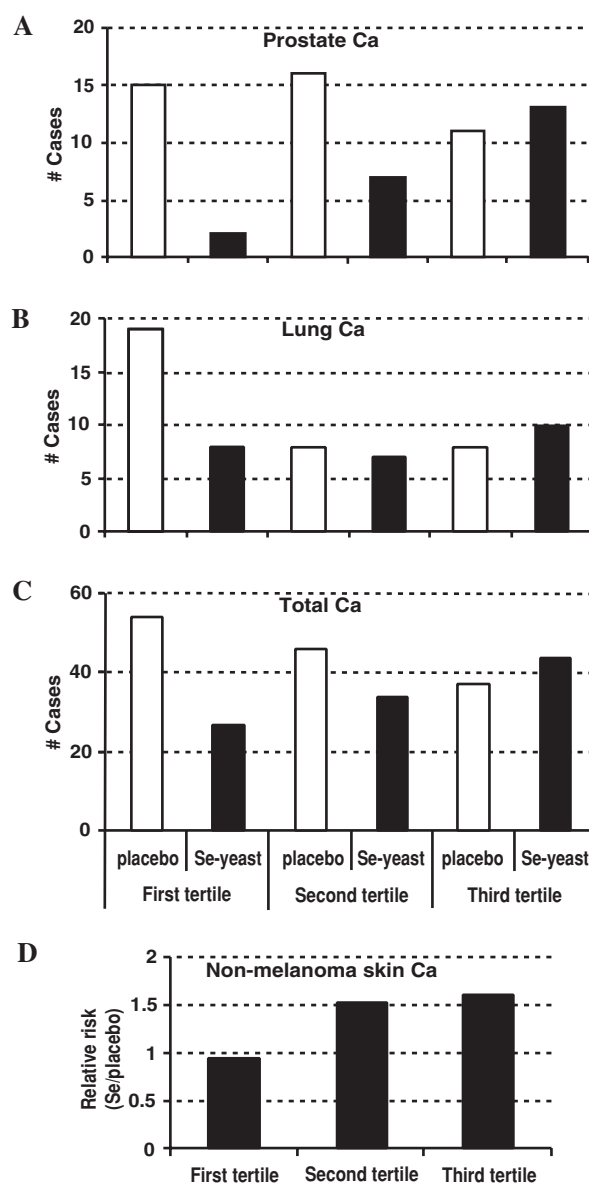 A
Prostate Ca
# Cases
20
15
10
5
0
B
Lung Ca
# Cases
20
15
10
5
0
C
Total Ca
# Cases
60
40
20
0
placebo Se-yeast placebo Se-yeast placebo Se-yeast
First tertile Second tertile Third tertile
D
Non-melanoma skin Ca
Relative risk
(Se/placebo)
2
1.5
1
0.5
0
First tertile Second tertile Third tertile